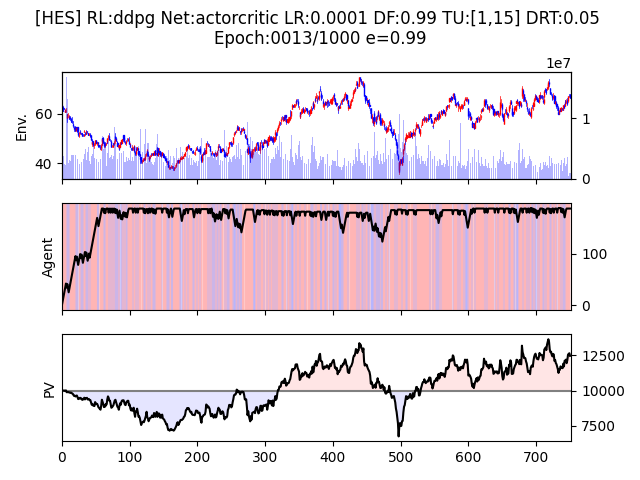 [HES] RL:ddpg Net:actorcritic LR:0.0001 DF:0.99 TU:[1,15] DRT:0.05
Epoch:0013/1000 e=0.99
1e7
Env.
60
40
1
0
Agent
100
0
PV
12500
10000
7500
0 100 200 300 400 500 600 700